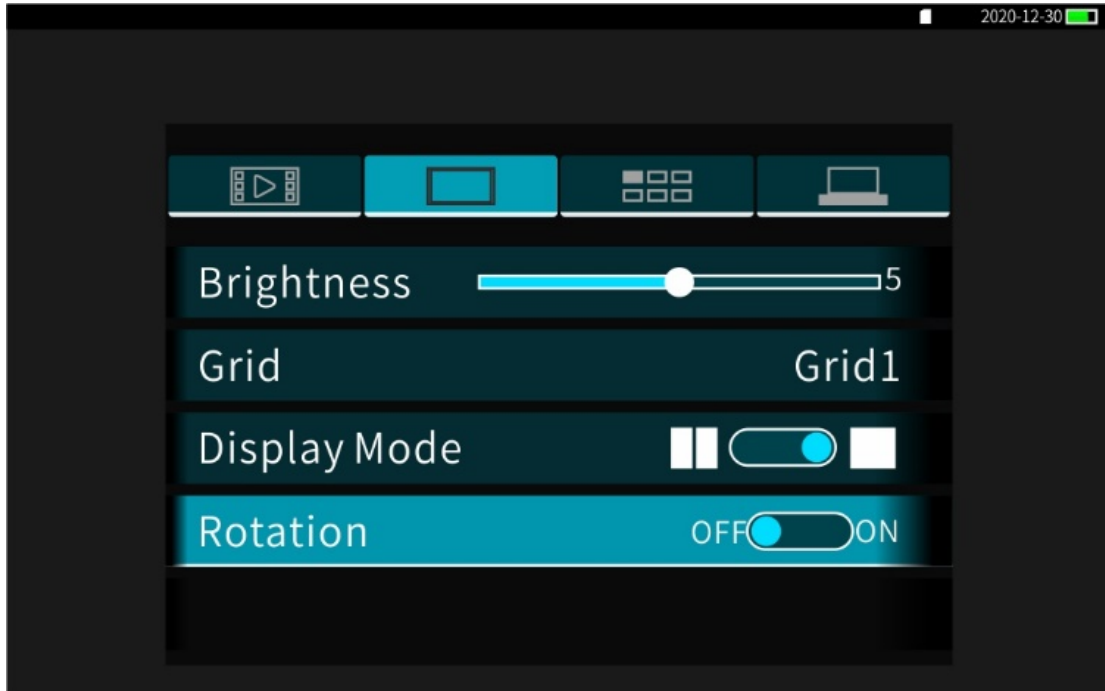 2020-12-30
Brightness 5
Grid Grid1
Display Mode
Rotation OFF ON